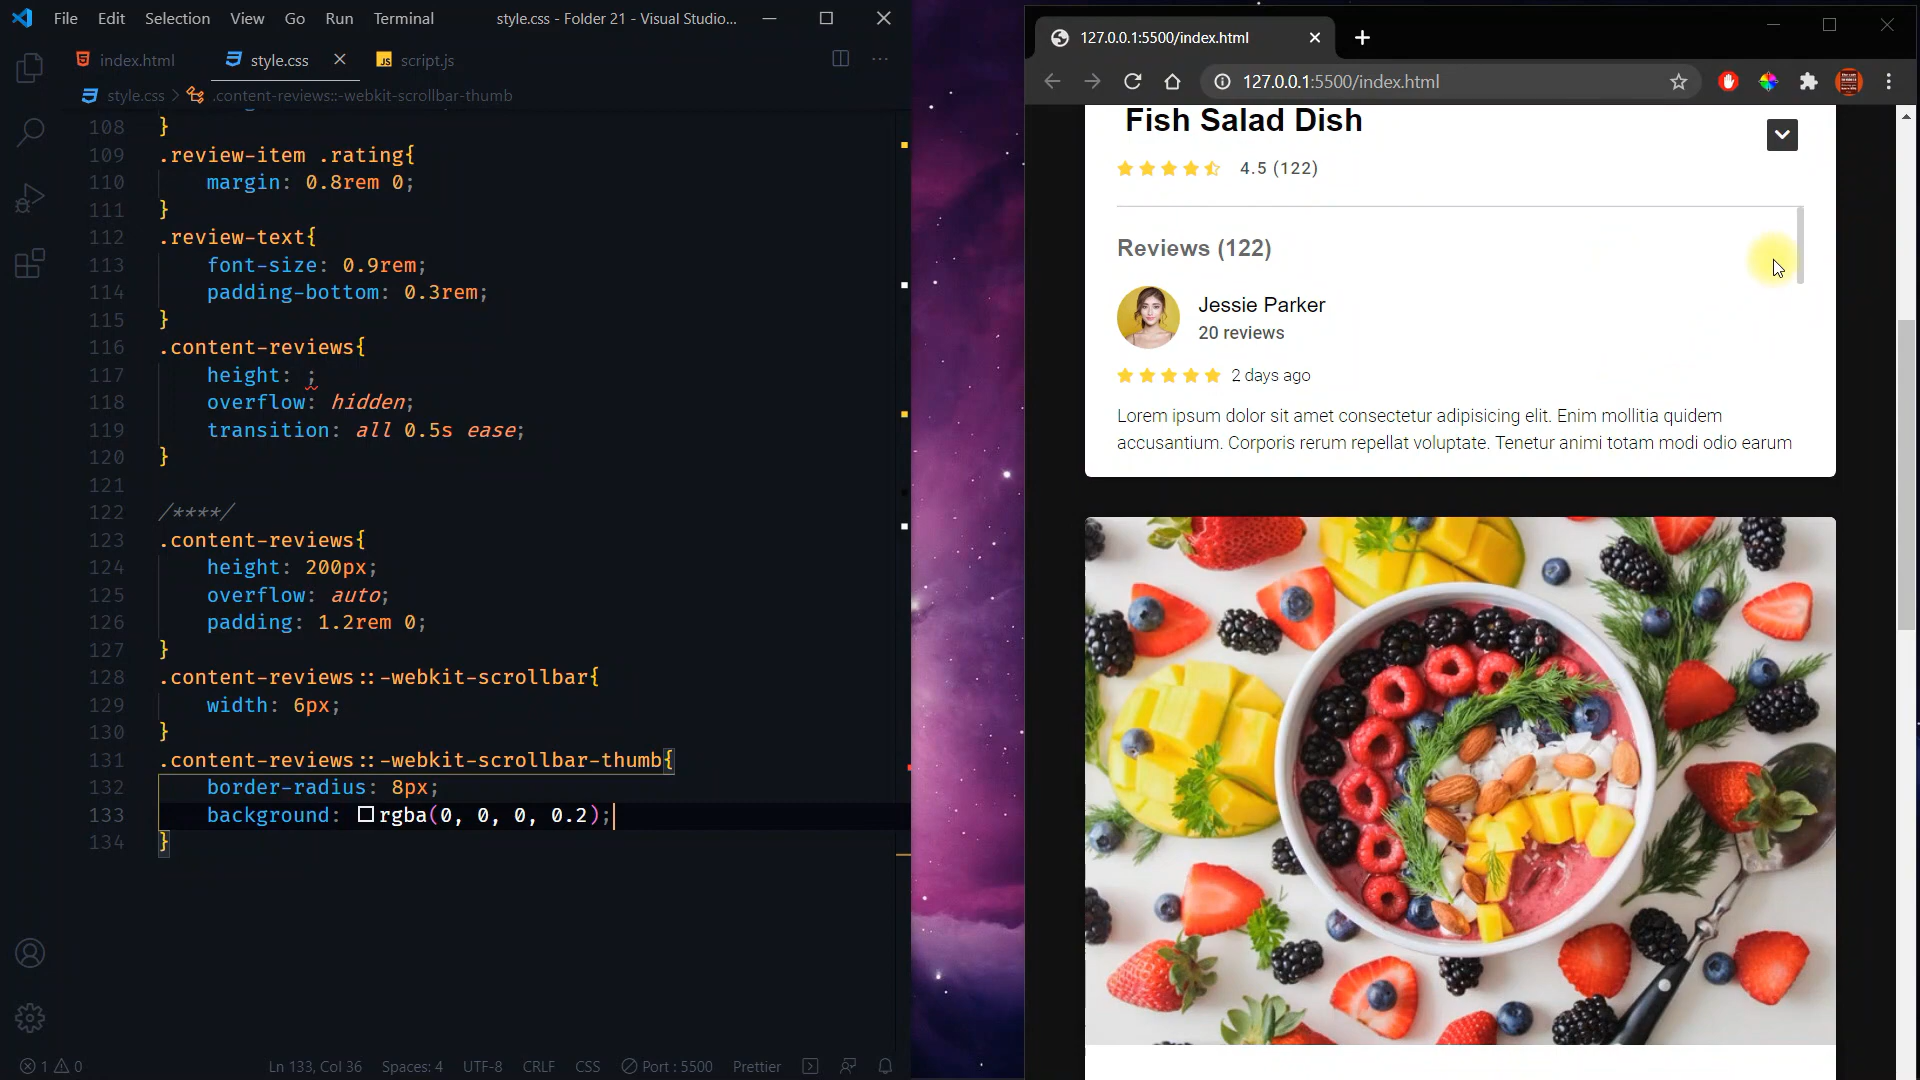 File Edit Selection View Go Run Terminal
style.css - Folder 21 - Visual Studio...
index.html
style.css
JS script.js
style.css > .content-reviews::-webkit-scrollbar-thumb
108 }
109 .review-item .rating{
110 margin: 0.8rem 0;
111 }
112 .review-text{
113 font-size: 0.9rem;
114 padding-bottom: 0.3rem;
115 }
116 .content-reviews{
117 height: ;
118 overflow: hidden;
119 transition: all 0.5s ease;
120 }
121
122 /****/
123 .content-reviews{
124 height: 200px;
125 overflow: auto;
126 padding: 1.2rem 0;
127 }
128 .content-reviews::-webkit-scrollbar{
129 width: 6px;
130 }
131 .content-reviews::-webkit-scrollbar-thumb{
132 border-radius: 8px;
133 background: rgba(0, 0, 0, 0.2);
134 }
1 0
Ln 133, Col 36
Spaces: 4
UTF-8
CRLF
CSS
Port : 5500
Prettier
127.0.0.1:5500/index.html
127.0.0.1:5500/index.html
Fish Salad Dish
4.5 (122)
Reviews (122)
Jessie Parker
20 reviews
2 days ago
Lorem ipsum dolor sit amet consectetur adipisicing elit. Enim mollitia quidem
accusantium. Corporis rerum repellat voluptate. Tenetur animi totam modi odio earum